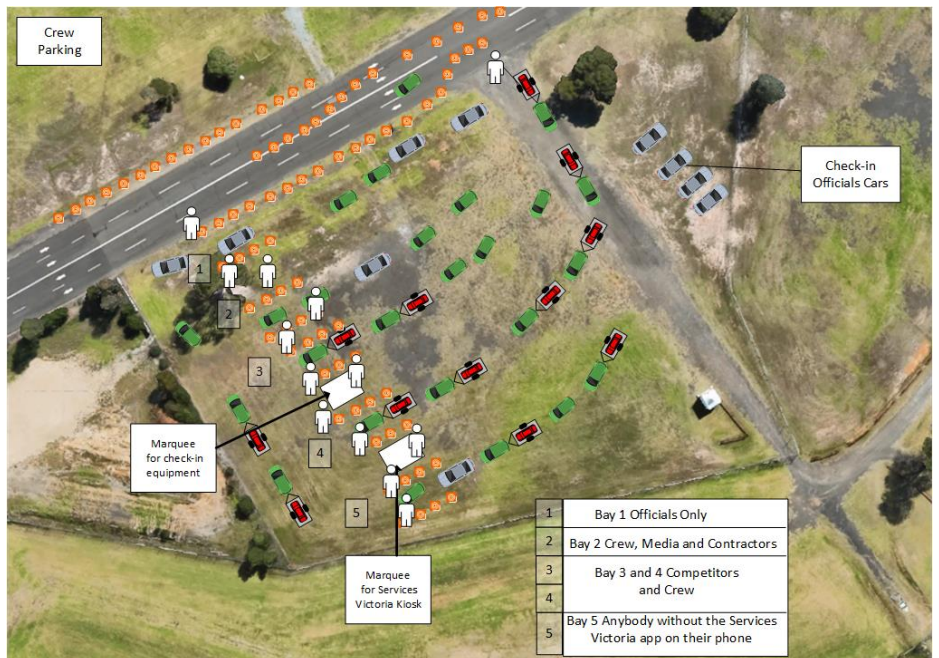 Crew
Parking
Check-in
Officials Cars
1
2
3
4
5
Marquee
for check-in
equipment
Marquee
for Services
Victoria Kiosk
1 Bay 1 Officials Only
2 Bay 2 Crew, Media and Contractors
3 Bay 3 and 4 Competitors
4 and Crew
5 Bay 5 Anybody without the Services
Victoria app on their phone